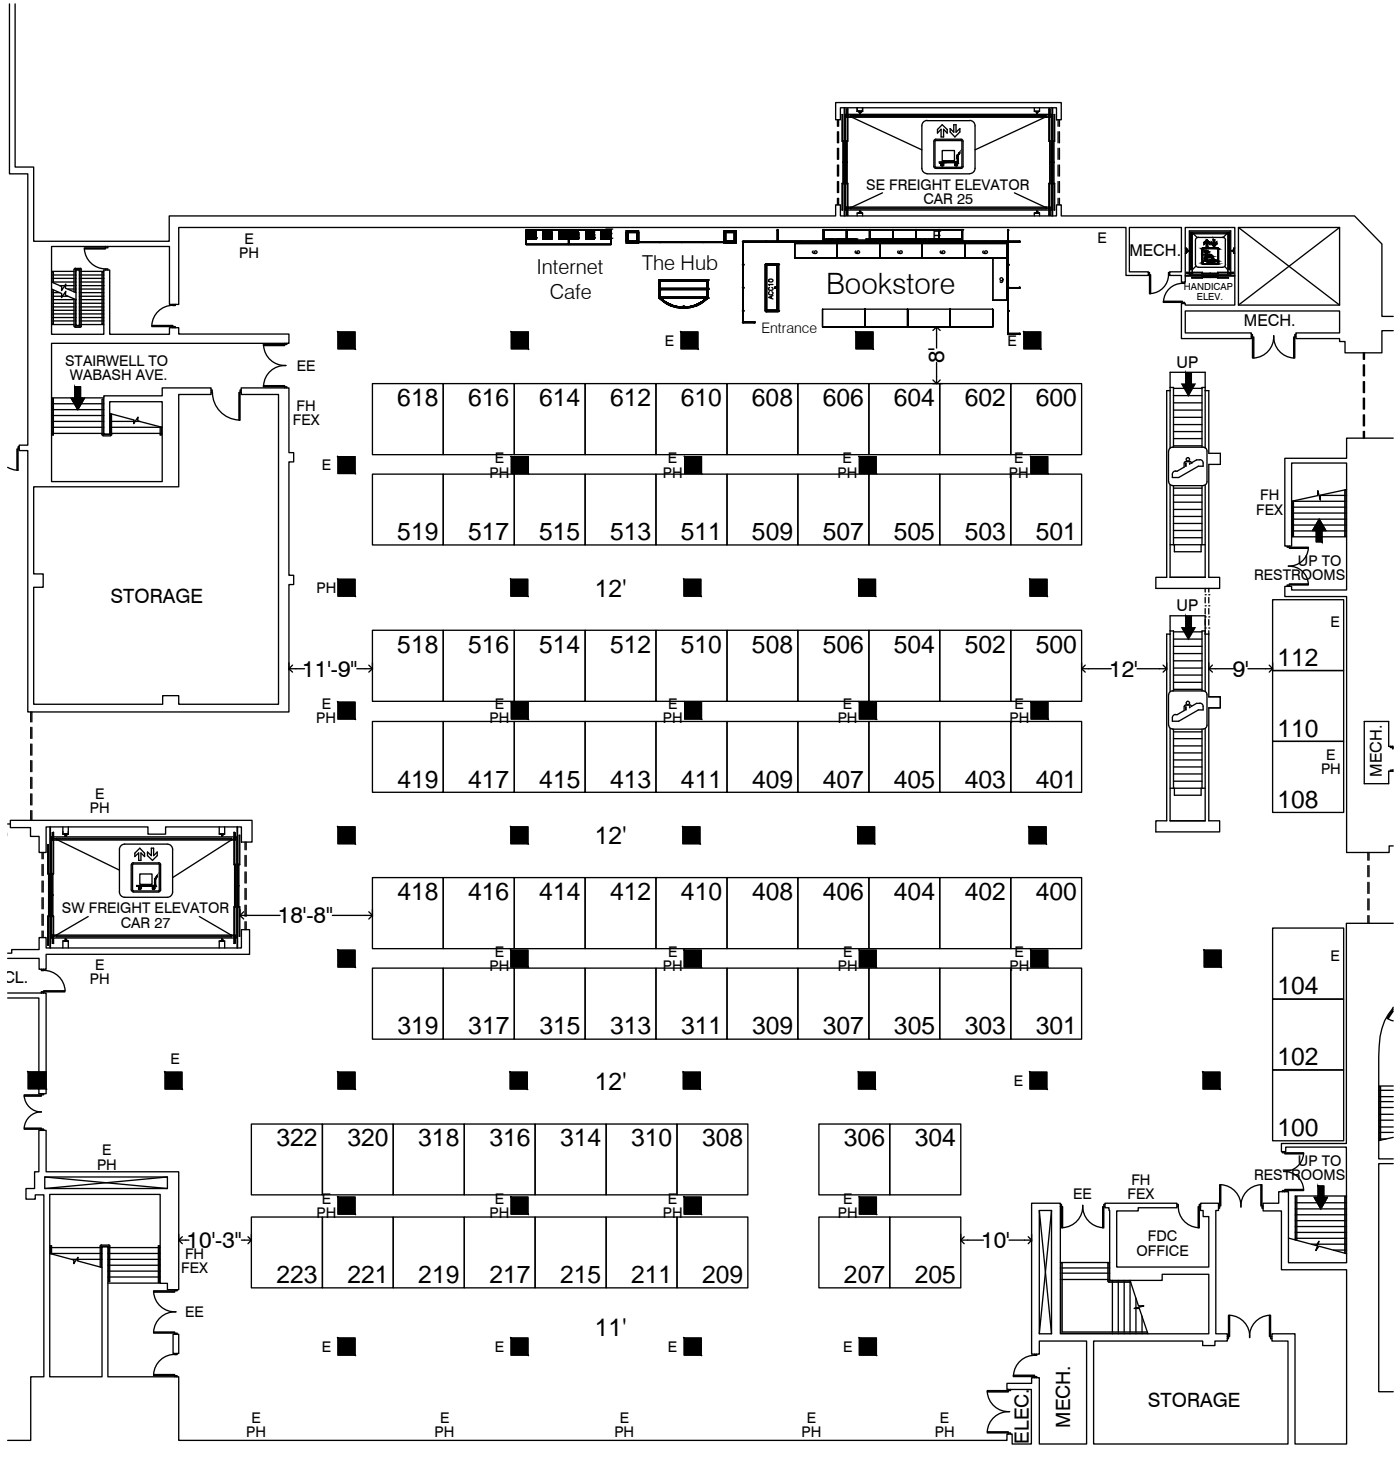 SE FREIGHT ELEVATOR
CAR 25
E
PH
Internet
Cafe
The Hub
ACC10
6 6 6 6 6
9
Bookstore
Entrance
E
MECH.
HANDICAP
ELEV.
MECH.
E
8'
E
STAIRWELL TO
WABASH AVE.
EE
FH
FEX
UP
618 616 614 612 610 608 606 604 602 600
E
E
PH
E
PH
E
PH
E
PH
519 517 515 513 511 509 507 505 503 501
FH
FEX
UP TO
RESTROOMS
STORAGE
PH
12'
UP
518 516 514 512 510 508 506 504 502 500
11'-9"
12'
9'
E
112
110
E
PH
108
MECH.
E
PH
E
PH
E
PH
E
PH
E
PH
419 417 415 413 411 409 407 405 403 401
E
PH
12'
SW FREIGHT ELEVATOR
CAR 27
18'-8"
418 416 414 412 410 408 406 404 402 400
E
PH
CL.
E
PH
E
PH
E
PH
E
PH
E
104
102
100
319 317 315 313 311 309 307 305 303 301
E
12'
E
322 320 318 316 314 310 308 306 304
E
PH
UP TO
RESTROOMS
E
PH
E
PH
E
PH
E
PH
EE
FH
FEX
10'-3"
FH
FEX
10'
FDC
OFFICE
223 221 219 217 215 211 209 207 205
EE
11'
E
E
E
E
MECH.
STORAGE
ELEC.
E
PH
E
PH
E
PH
E
PH
E
PH